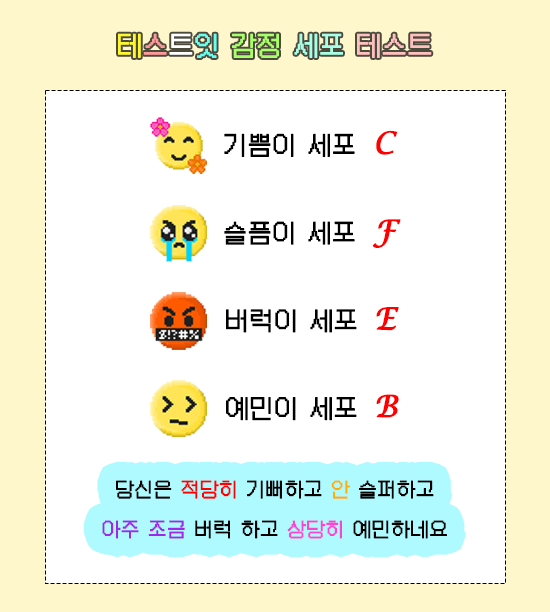 테스트잇 감정 세포 테스트
기쁨이 세포 C
슬픔이 세포 F
버럭이 세포 E
$!?#%
예민이 세포 B
당신은 적당히 기뻐하고 안 슬퍼하고
아주 조금 버럭 하고 상당히 예민하네요